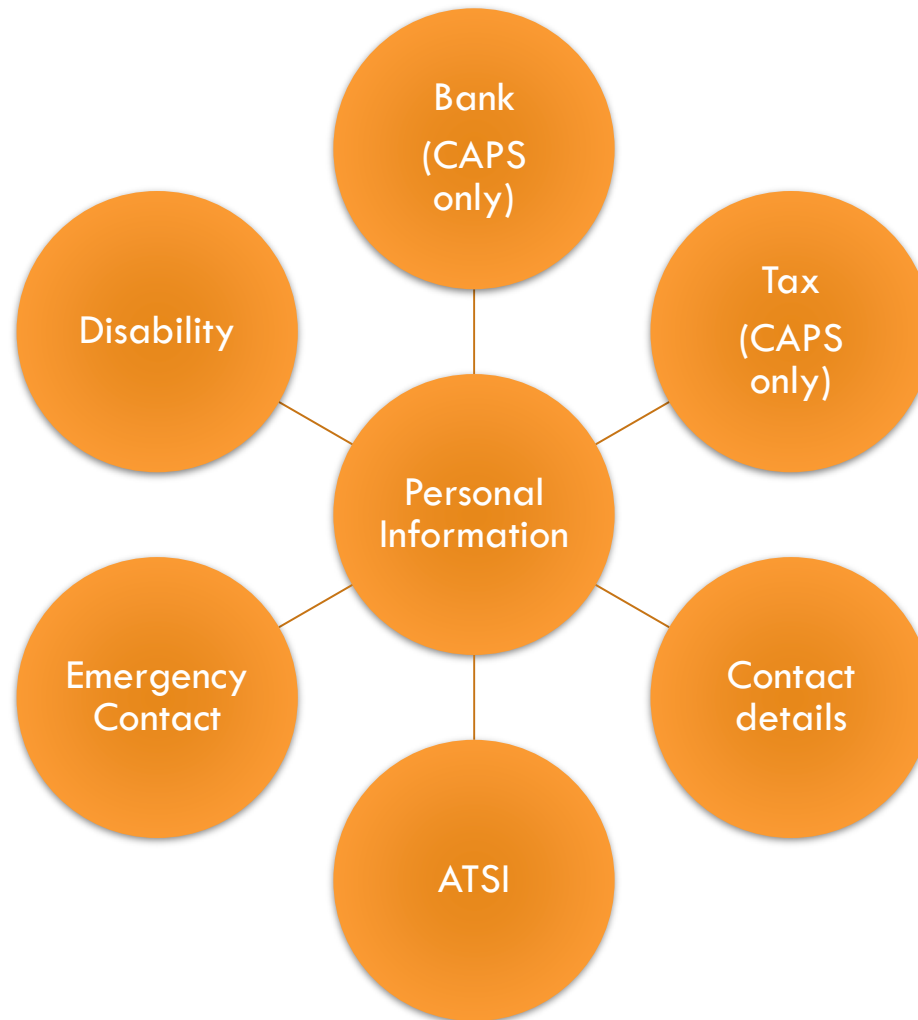 Bank
(CAPS
only)
Tax
(CAPS
only)
Disability
Personal
Information
Emergency
Contact
Contact
details
ATSI